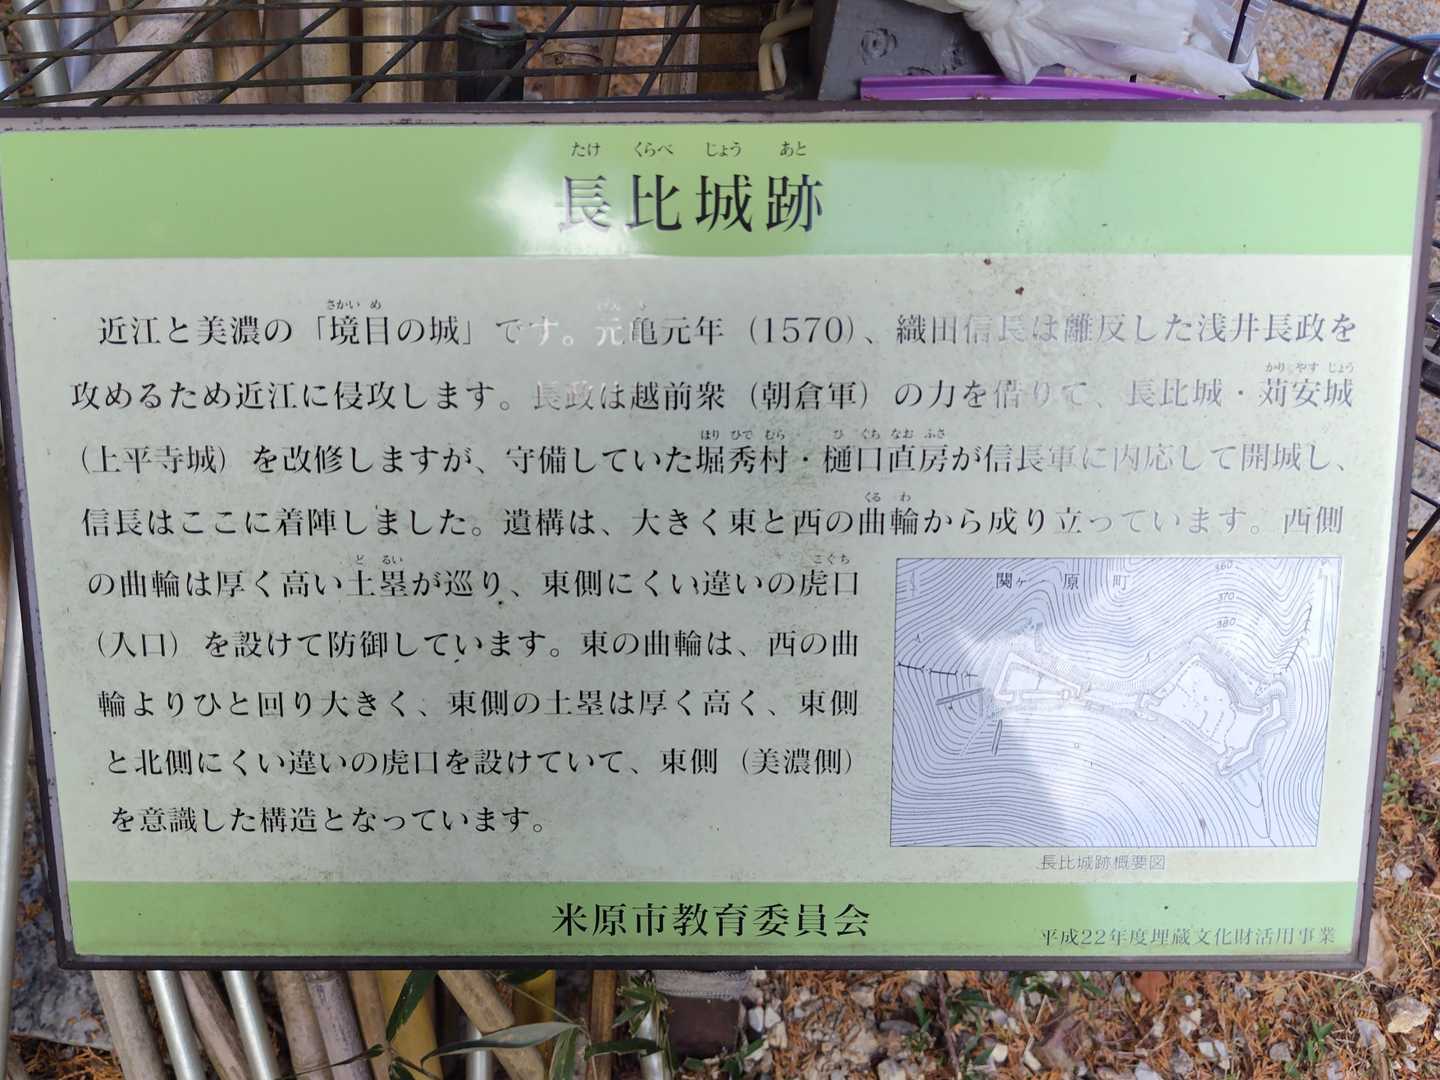 たけ くらべ じょう あと
長比城跡
近江と美濃の「境目の城」です。元亀元年（1570）、織田信長は離反した浅井長政を
攻めるため近江に侵攻します。長政は越前衆（朝倉軍）の力を借りて、長比城・苅安城
（上平寺城）を改修しますが、守備していた堀秀村・樋口直房が信長軍に内応して開城し、
信長はここに着陣しました。遺構は、大きく東と西の曲輪から成り立っています。西側
の曲輪は厚く高い土塁が巡り、東側にくい違いの虎口
（入口）を設けて防御しています。東の曲輪は、西の曲
輪よりひと回り大きく、東側の土塁は厚く高く、東側
と北側にくい違いの虎口を設けていて、東側（美濃側）
を意識した構造となっています。
関ヶ原町
360
370
380
長比城跡概要図
米原市教育委員会
平成22年度埋蔵文化財活用事業